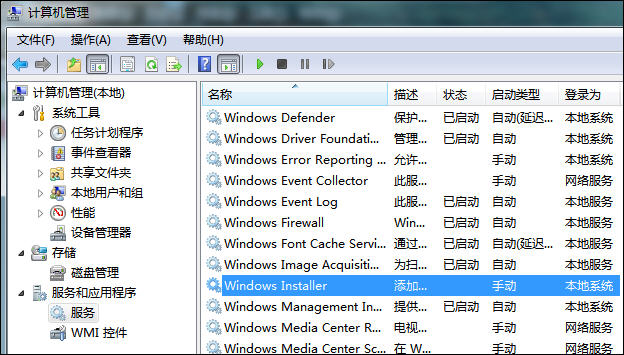 计算机管理
文件(F) 操作(A) 查看(V) 帮助(H)
计算机管理(本地)
系统工具
任务计划程序
事件查看器
共享文件夹
本地用户和组
性能
设备管理器
存储
磁盘管理
服务和应用程序
服务
WMI 控件
名称 描述 状态 启动类型 登录为
Windows Defender 保护... 已启动 自动(延迟... 本地系统
Windows Driver Foundati... 管理... 已启动 自动 本地系统
Windows Error Reporting ... 允许... 手动 本地系统
Windows Event Collector 此服... 手动 网络服务
Windows Event Log 此服... 已启动 自动 本地服务
Windows Firewall Win... 已启动 自动 本地服务
Windows Font Cache Servi... 通过... 已启动 自动(延迟... 本地服务
Windows Image Acquisiti... 为扫... 已启动 自动 本地服务
Windows Installer 添加... 手动 本地系统
Windows Management In... 提供... 已启动 自动 本地系统
Windows Media Center R... 电视... 手动 网络服务
Windows Media Center Sc... 在 W... 手动 网络服务